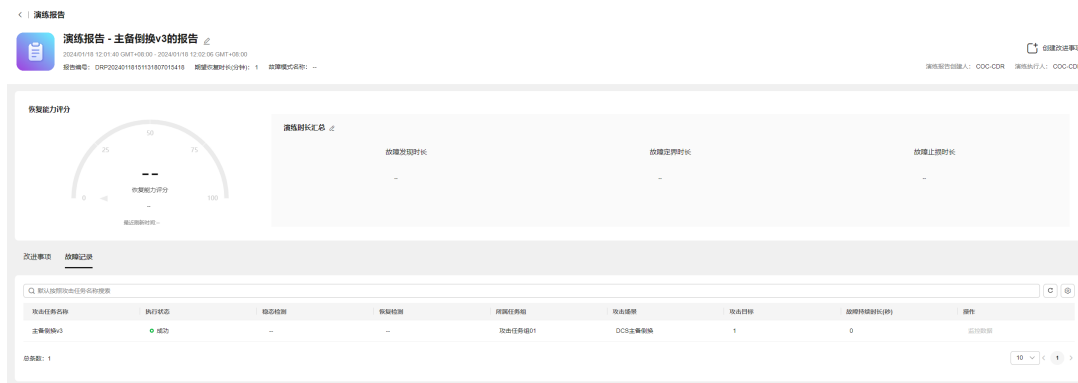 演练报告
演练报告 - 主备倒换v3的报告
2024/01/18 12:01:40 GMT+08:00 - 2024/01/18 12:02:06 GMT+08:00
创建改进事项
报告编号: DRP20240118151131807015418 期望恢复时长(分钟): 1 故障模式名称: --
演练报告创建人: COC-CDR 演练执行人: COC-CD
恢复能力评分
演练时长汇总
0 25 50 75 100
--
恢复能力评分
--
最近刷新时间 --
故障发现时长 故障定界时长 故障止损时长
-- -- --
改进事项 故障记录
默认按照攻击任务名称搜索
攻击任务名称 执行状态 稳态检测 恢复检测 所属任务组 攻击场景 攻击目标 故障持续时长(秒) 操作
主备倒换v3 成功 -- -- 攻击任务组01 DCS主备倒换 1 0 监控数据
总条数: 1
10 1